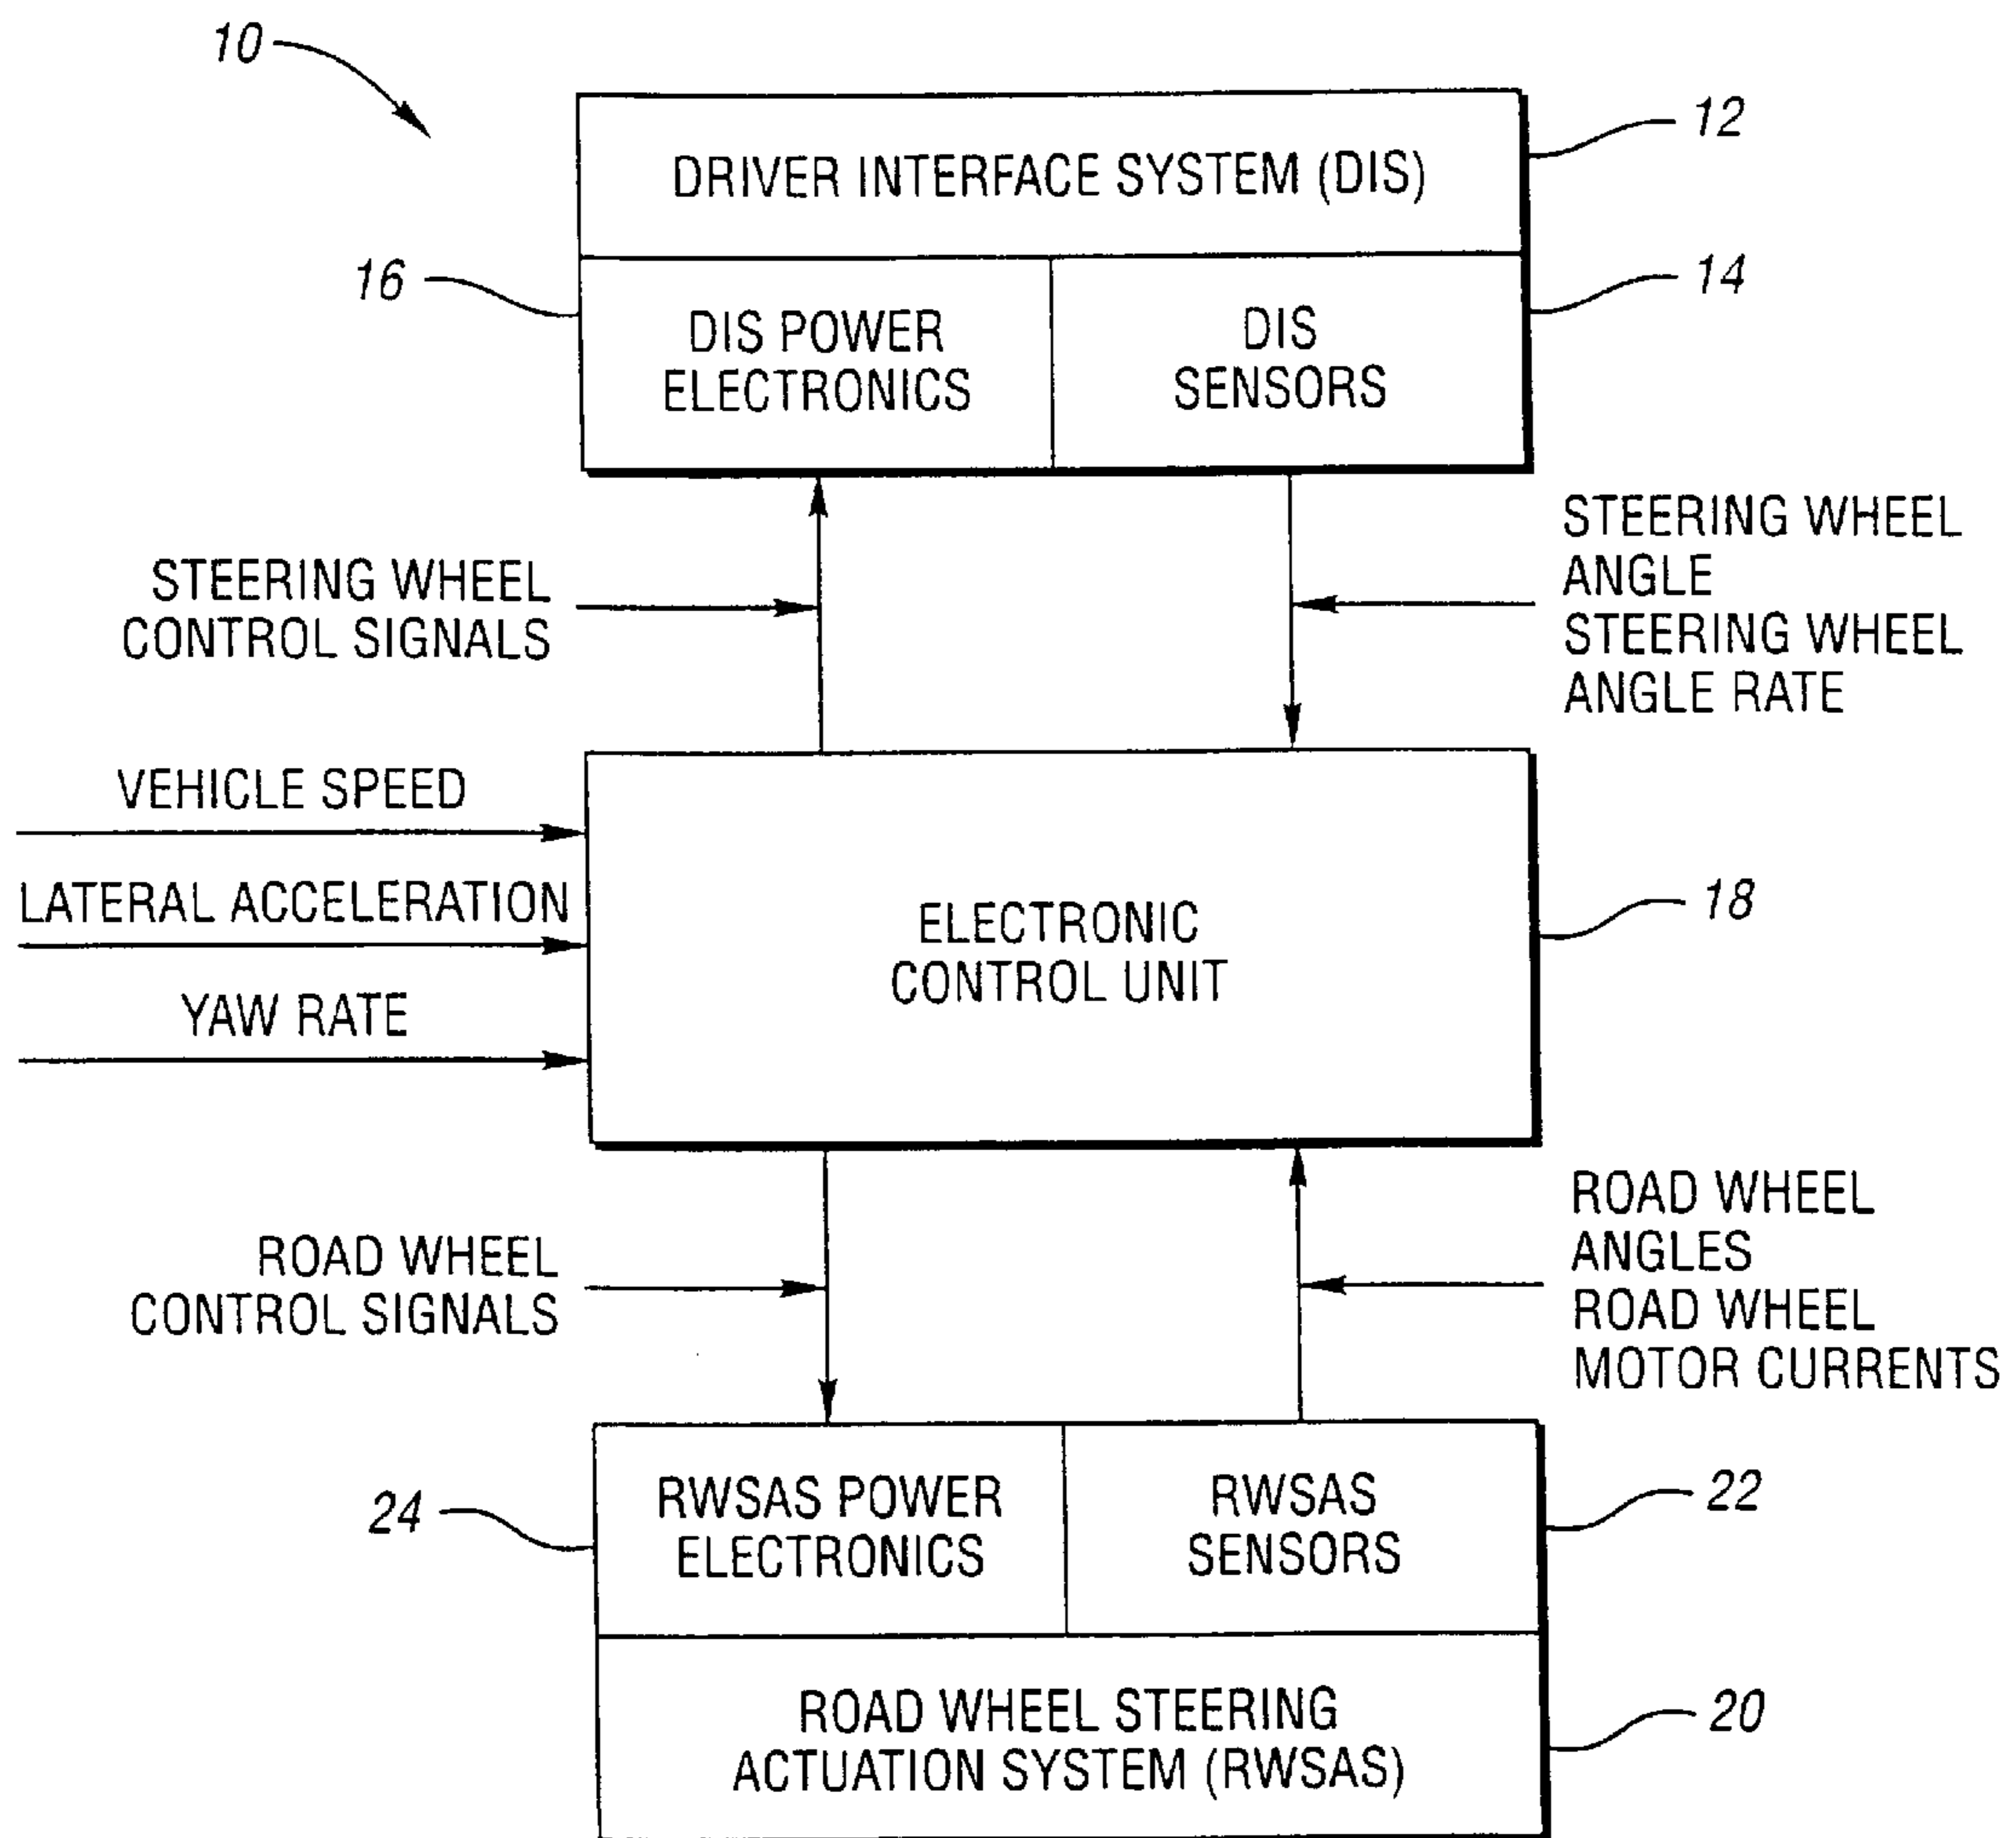 10
12
DRIVER INTERFACE SYSTEM (DIS)
16
14
DIS POWER
ELECTRONICS
DIS
SENSORS
STEERING WHEEL
CONTROL SIGNALS
STEERING WHEEL
ANGLE
STEERING WHEEL
ANGLE RATE
VEHICLE SPEED
LATERAL ACCELERATION
YAW RATE
ELECTRONIC
CONTROL UNIT
18
ROAD WHEEL
CONTROL SIGNALS
ROAD WHEEL
ANGLES
ROAD WHEEL
MOTOR CURRENTS
24
RWSAS POWER
ELECTRONICS
RWSAS
SENSORS
22
ROAD WHEEL STEERING
ACTUATION SYSTEM (RWSAS)
20